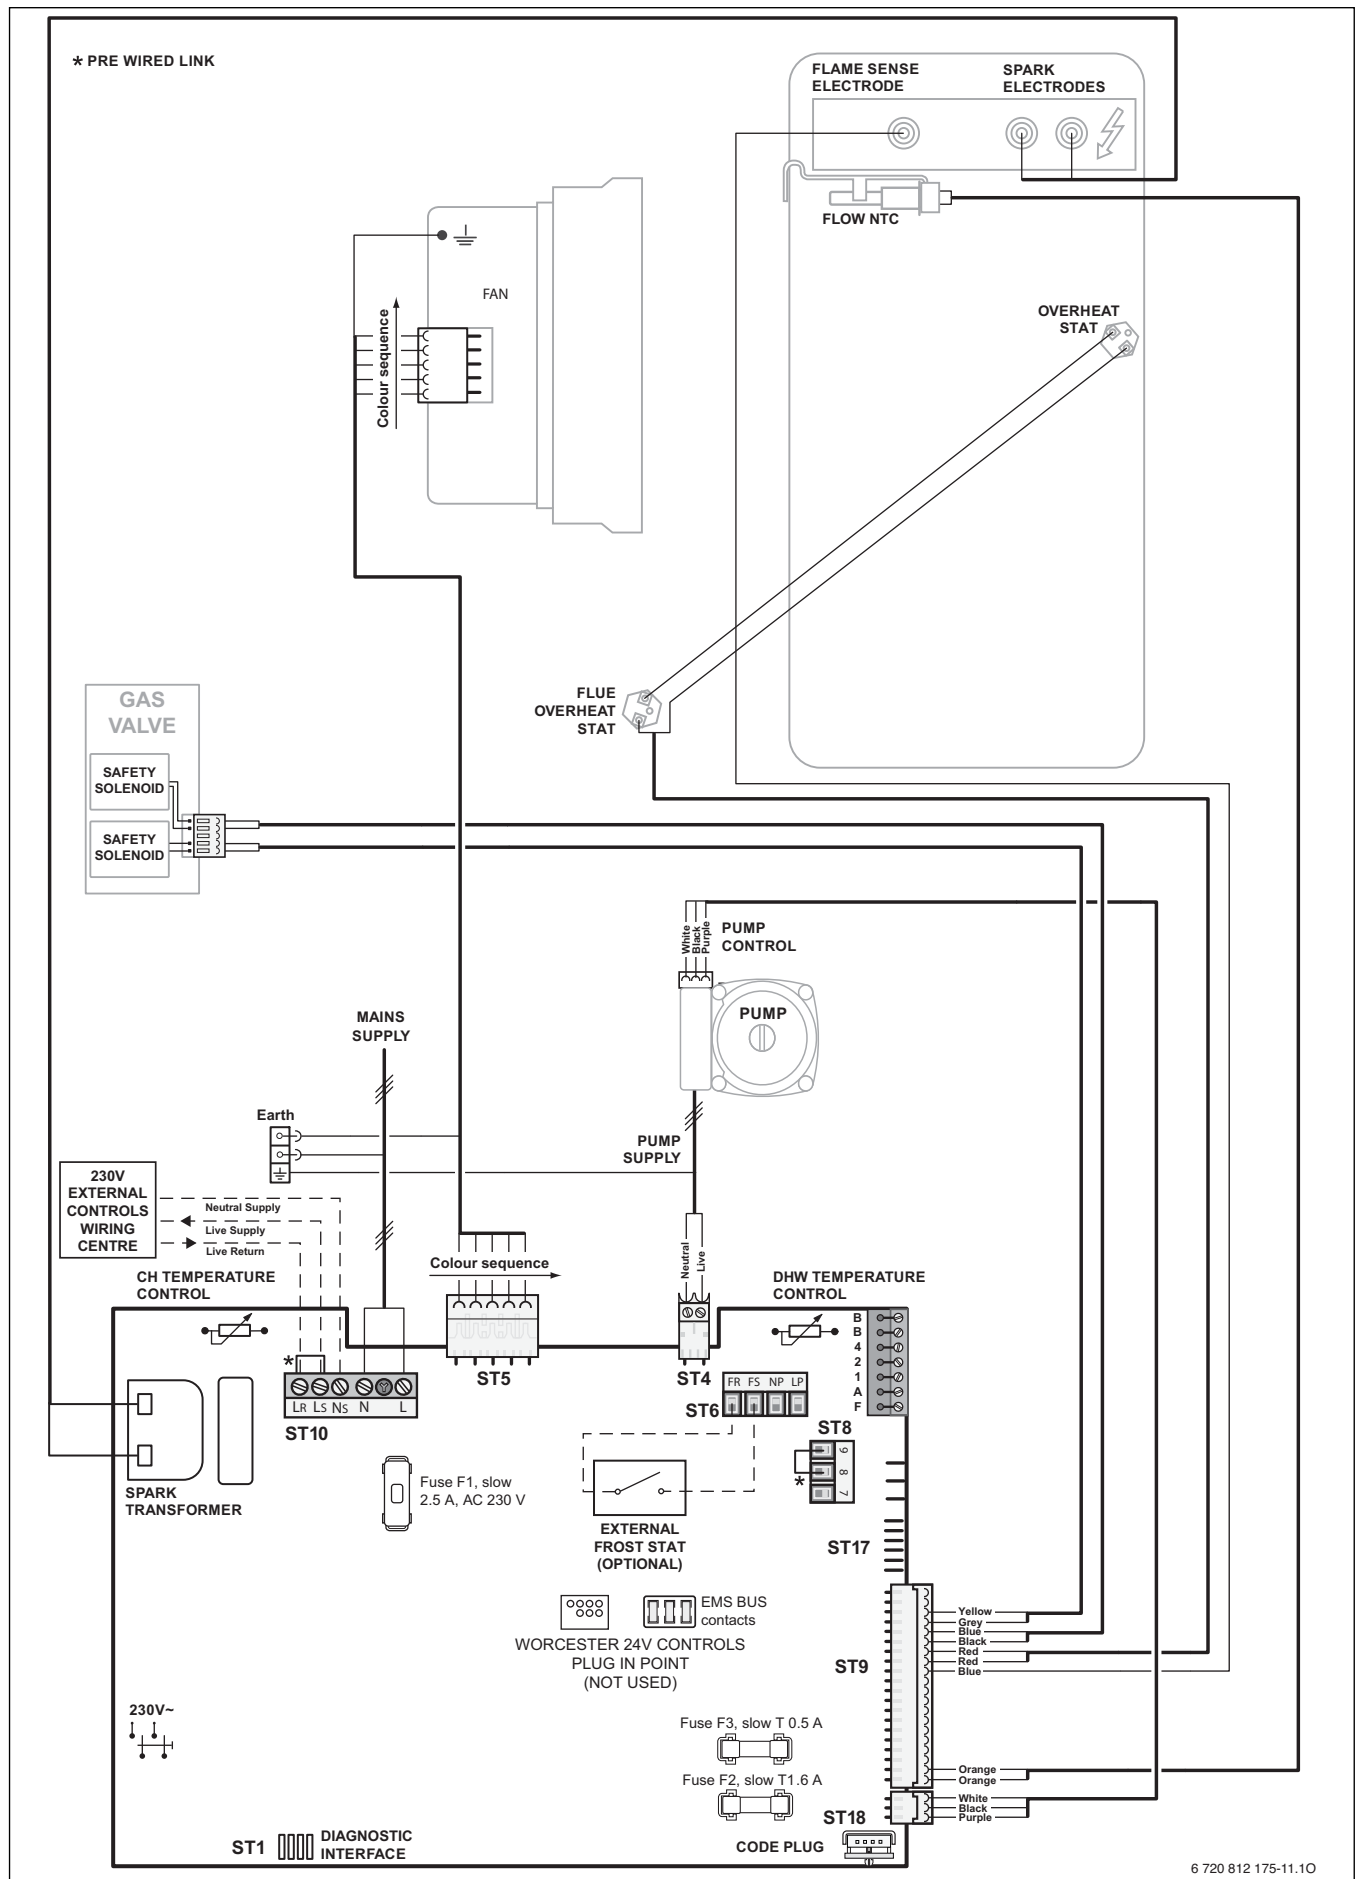 * PRE WIRED LINK
FLAME SENSE
ELECTRODE
SPARK
ELECTRODES
FLOW NTC
FAN
Colour sequence
OVERHEAT
STAT
FLUE
OVERHEAT
STAT
GAS
VALVE
SAFETY
SOLENOID
SAFETY
SOLENOID
White
Black
Purple
PUMP
CONTROL
PUMP
MAINS
SUPPLY
Earth
PUMP
SUPPLY
230V
EXTERNAL
CONTROLS
WIRING
CENTRE
Neutral Supply
Live Supply
Live Return
Colour sequence
Neutral
Live
CH TEMPERATURE
CONTROL
DHW TEMPERATURE
CONTROL
B
B
4
2
1
A
F
*
LR LS NS N L
ST10
ST5
ST4
FR FS NP LP
ST6
ST8
9
8
7
*
SPARK
TRANSFORMER
Fuse F1, slow
2.5 A, AC 230 V
EXTERNAL
FROST STAT
(OPTIONAL)
ST17
EMS BUS
contacts
WORCESTER 24V CONTROLS
PLUG IN POINT
(NOT USED)
ST9
Yellow
Grey
Blue
Black
Red
Red
Blue
Orange
Orange
230V~
Fuse F3, slow T 0.5 A
Fuse F2, slow T1.6 A
ST18
White
Black
Purple
ST1
DIAGNOSTIC
INTERFACE
CODE PLUG
6 720 812 175-11.1O